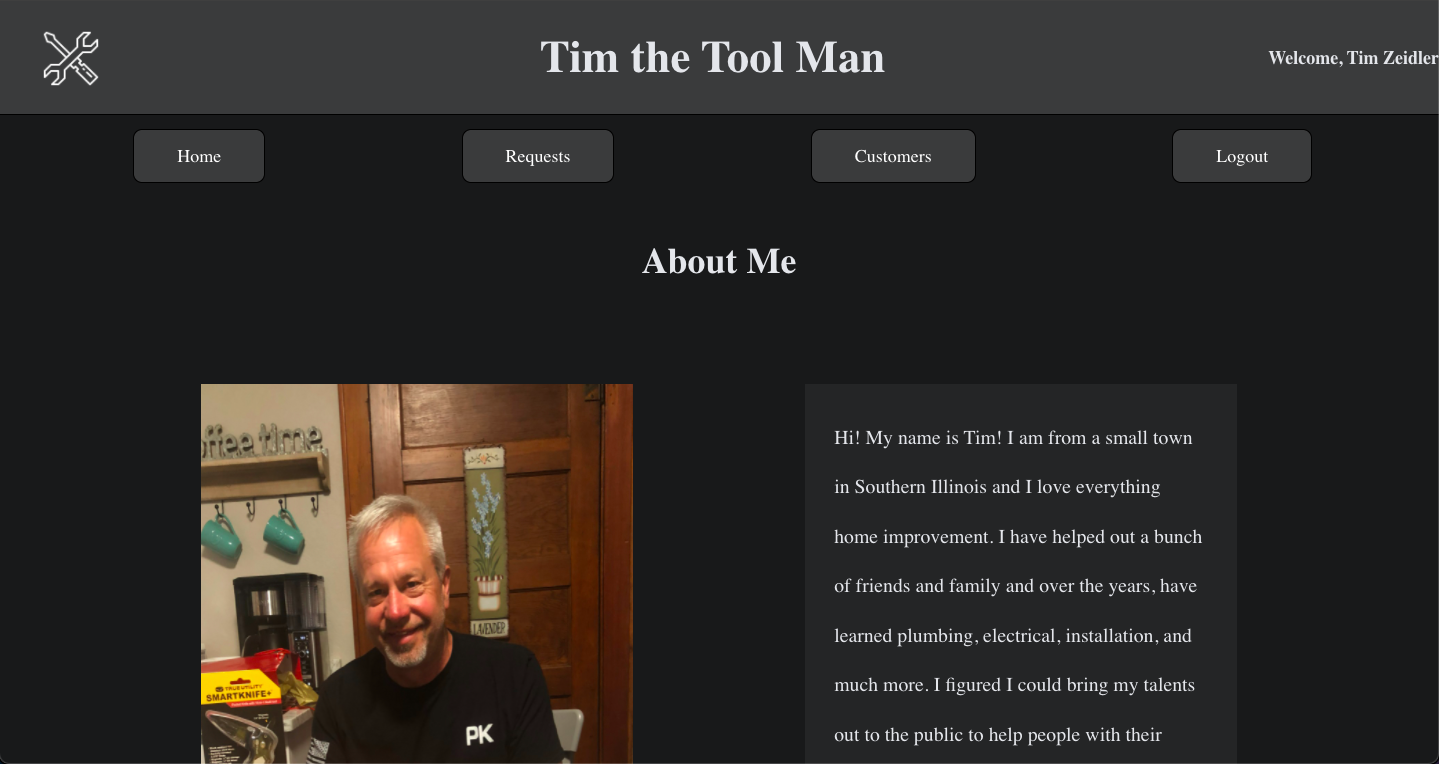 Tim the Tool Man
Welcome, Tim Zeidler
Home
Requests
Customers
Logout
About Me
offee time
LAVENDER
TRUE UTILITY
SMARTKNIFE+
PK
Hi! My name is Tim! I am from a small town
in Southern Illinois and I love everything
home improvement. I have helped out a bunch
of friends and family and over the years, have
learned plumbing, electrical, installation, and
much more. I figured I could bring my talents
out to the public to help people with their